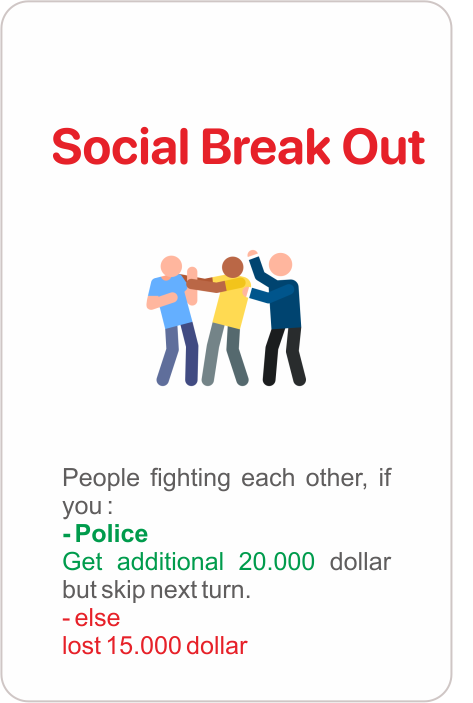 Social Break Out
People fighting each other, if
you :
- Police
Get additional 20.000 dollar
but skip next turn.
- else
lost 15.000 dollar